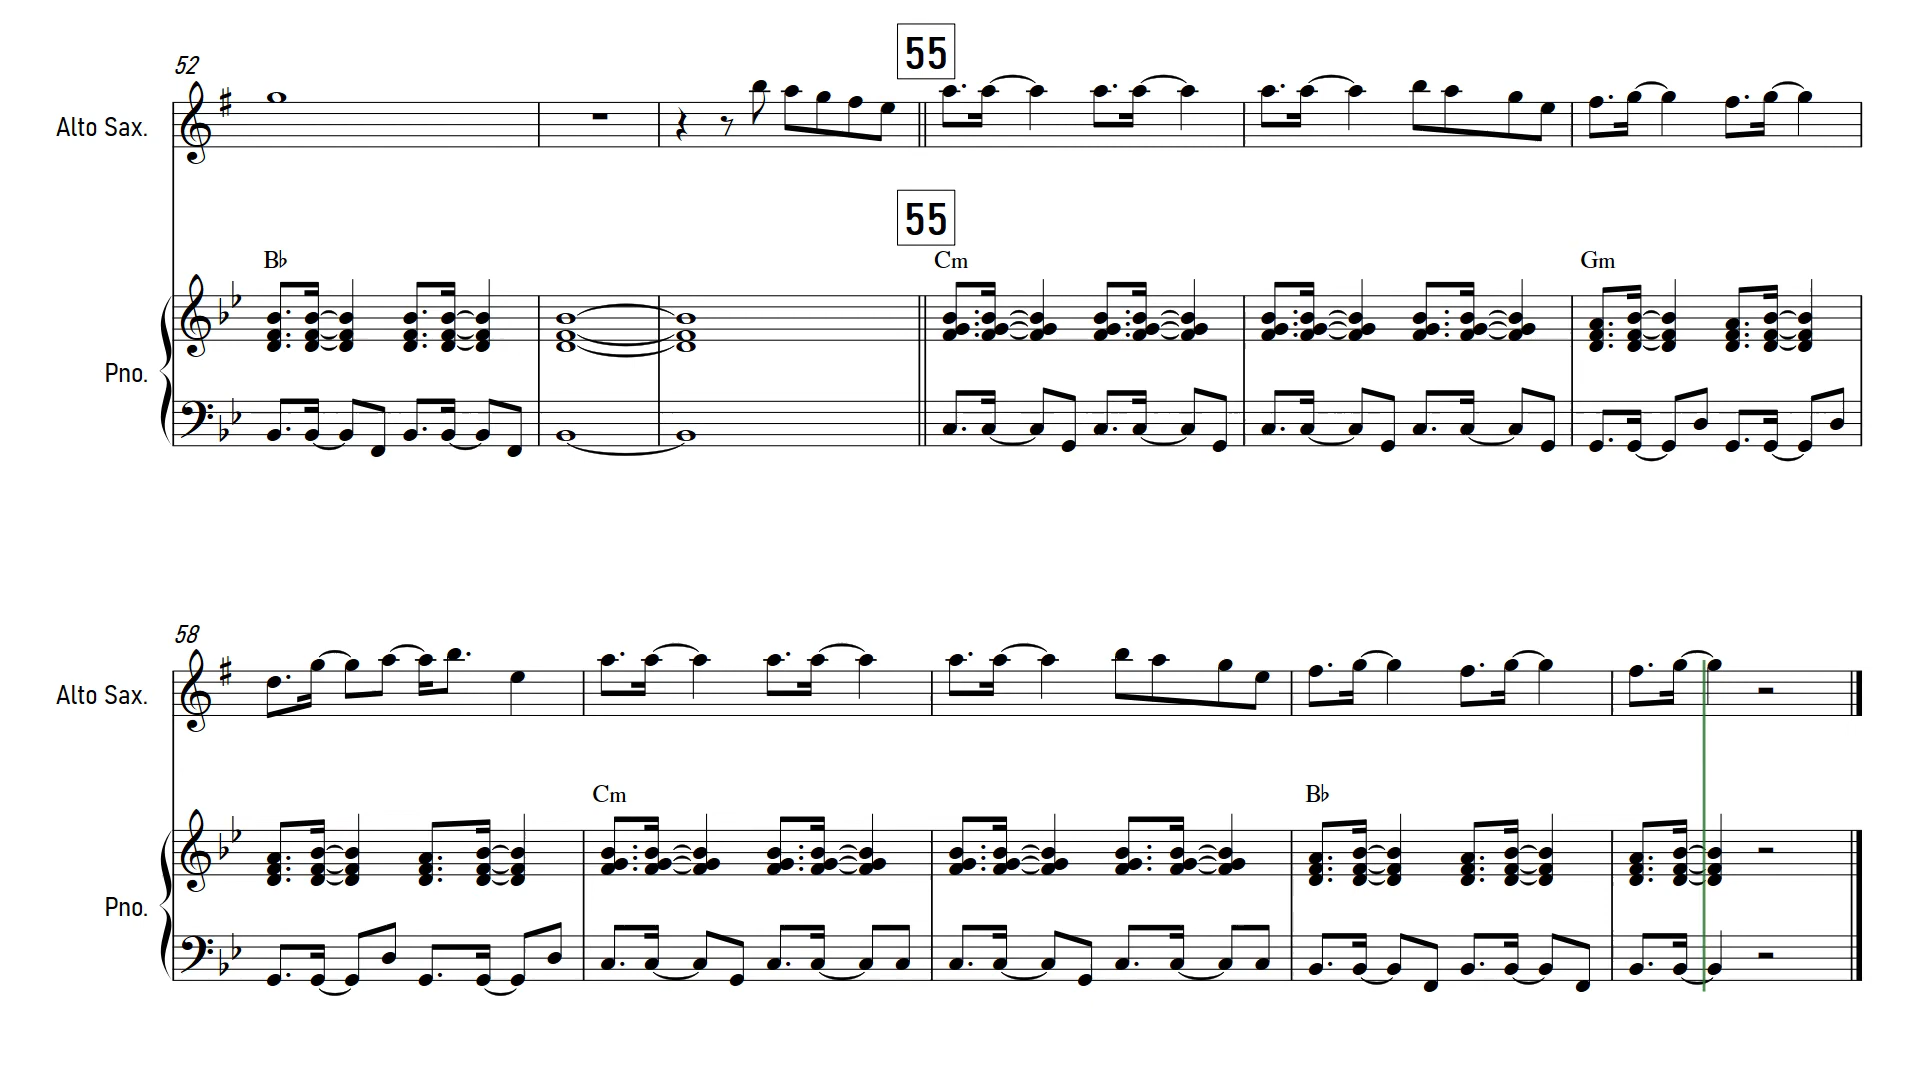 55
52
Alto Sax.
55
B♭ Cm Gm
Pno.
58
Alto Sax.
Cm B♭
Pno.